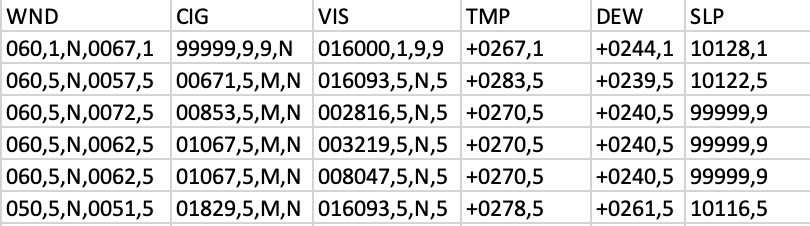 WND CIG VIS TMP DEW SLP
060,1,N,0067,1 99999,9,9,N 016000,1,9,9 +0267,1 +0244,1 10128,1
060,5,N,0057,5 00671,5,M,N 016093,5,N,5 +0283,5 +0239,5 10122,5
060,5,N,0072,5 00853,5,M,N 002816,5,N,5 +0270,5 +0240,5 99999,9
060,5,N,0062,5 01067,5,M,N 003219,5,N,5 +0270,5 +0240,5 99999,9
060,5,N,0062,5 01067,5,M,N 008047,5,N,5 +0270,5 +0240,5 99999,9
050,5,N,0051,5 01829,5,M,N 016093,5,N,5 +0278,5 +0261,5 10116,5